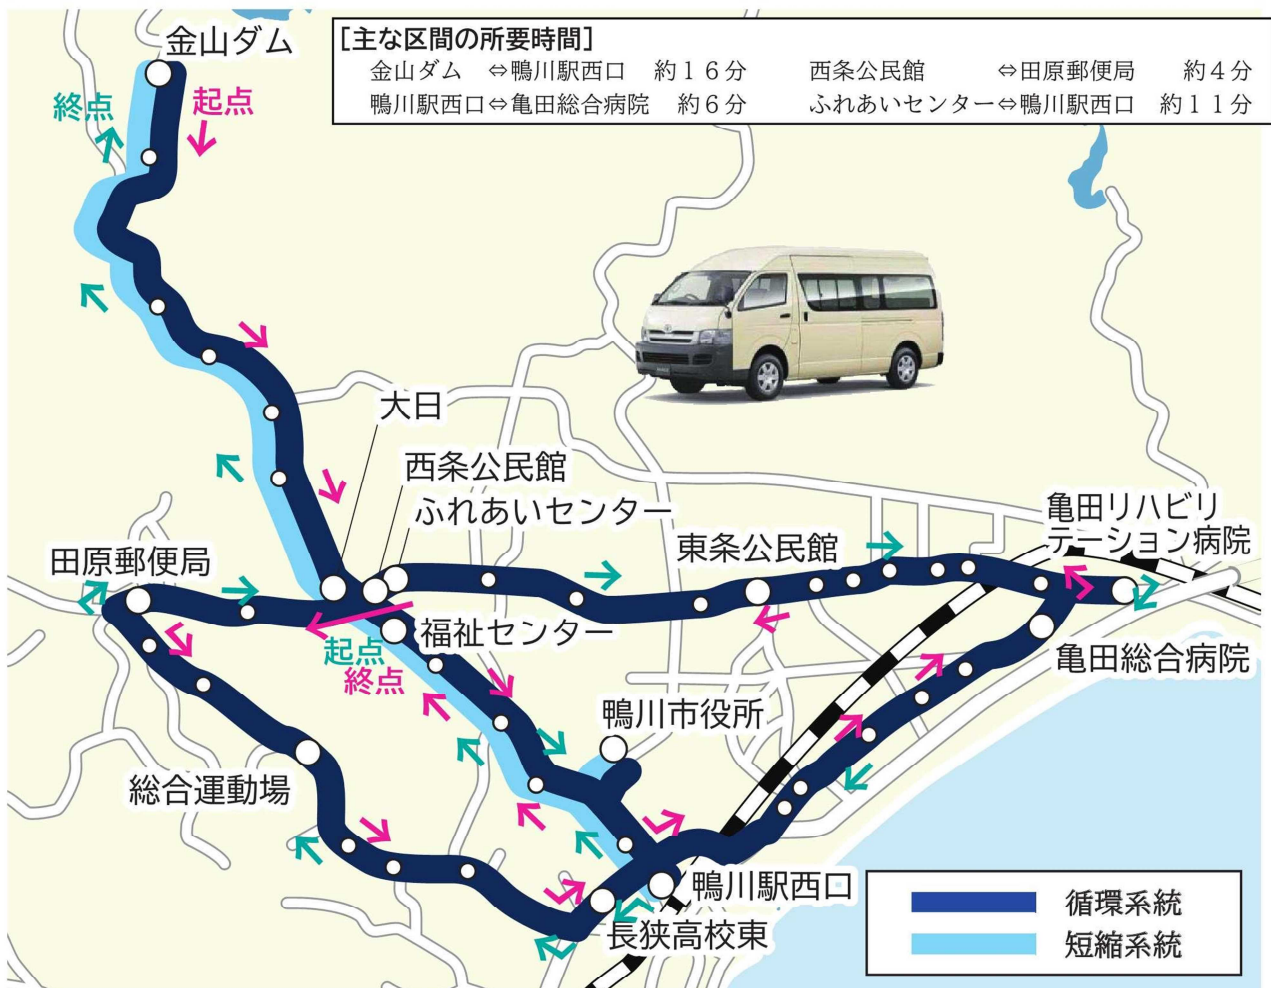 金山ダム
[主な区間の所要時間]
金山ダム ⇔鴨川駅西口 約１６分 西条公民館 ⇔田原郵便局 約４分
鴨川駅西口⇔亀田総合病院 約６分 ふれあいセンター⇔鴨川駅西口 約１１分
終点
起点
大日
西条公民館
ふれあいセンター
亀田リハビリ
テーション病院
東条公民館
田原郵便局
福祉センター
起点
終点
亀田総合病院
鴨川市役所
総合運動場
鴨川駅西口
長狭高校東
循環系統
短縮系統